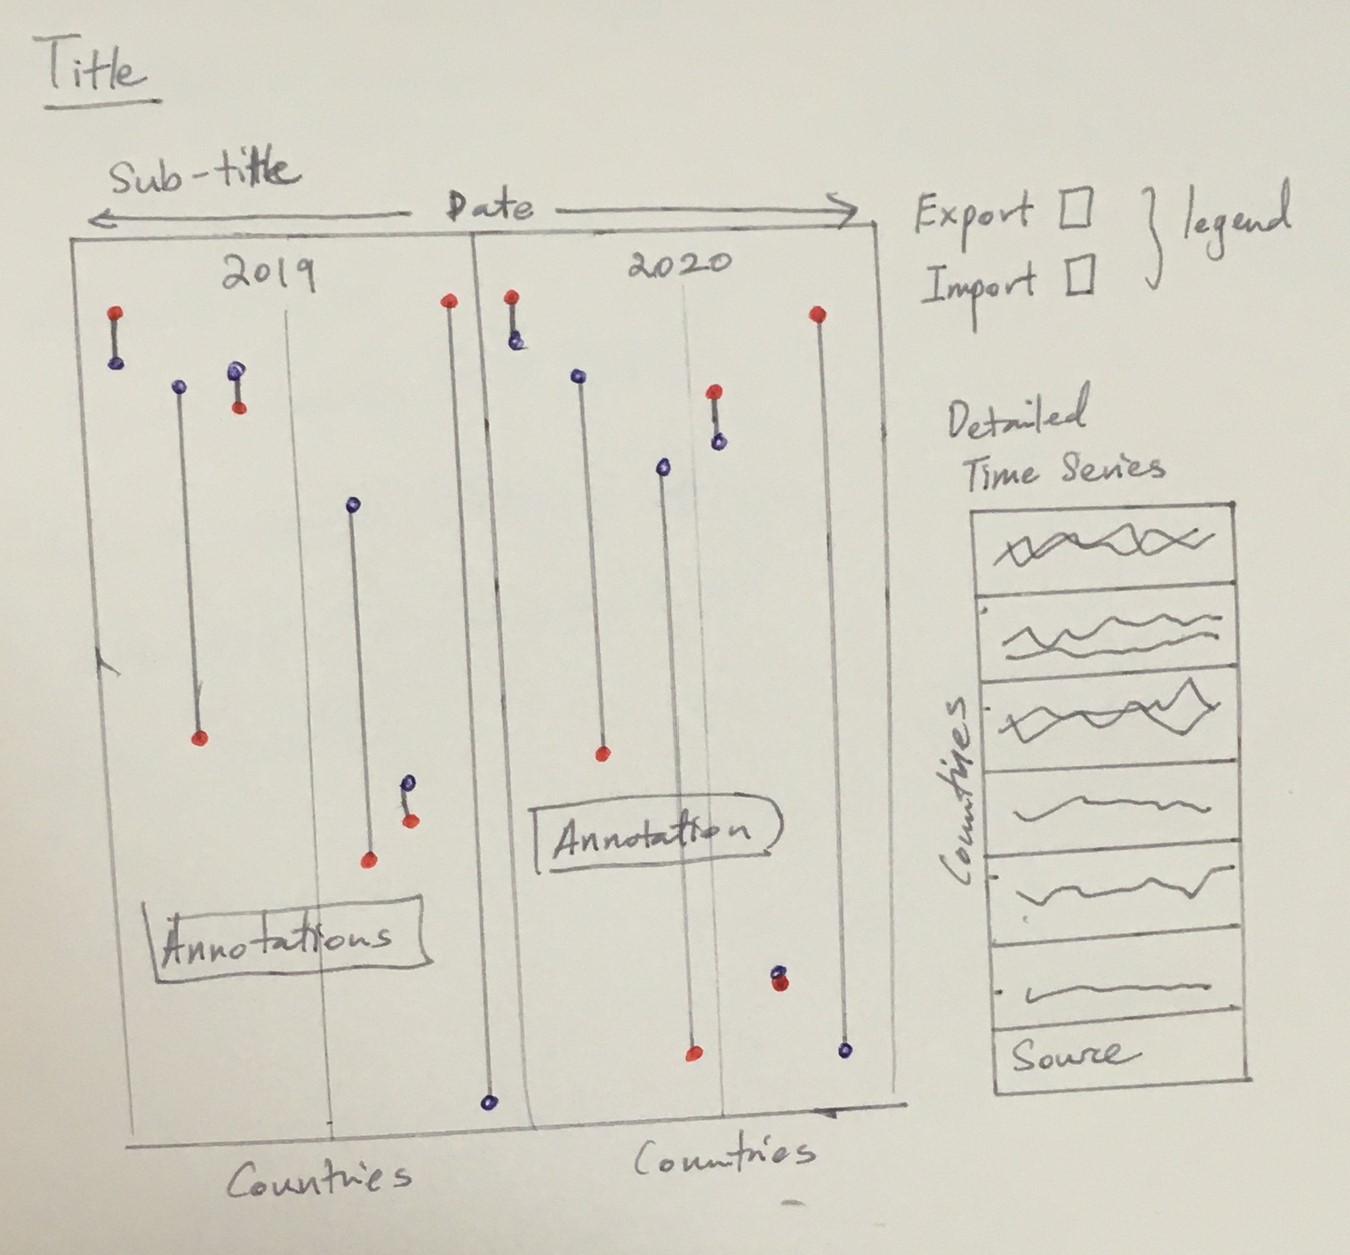 Title
Sub-title
Date
2019
2020
Export
Import
legend
Detailed
Time Series
Countries
Annotation
Annotations
Source
Countries
Countries